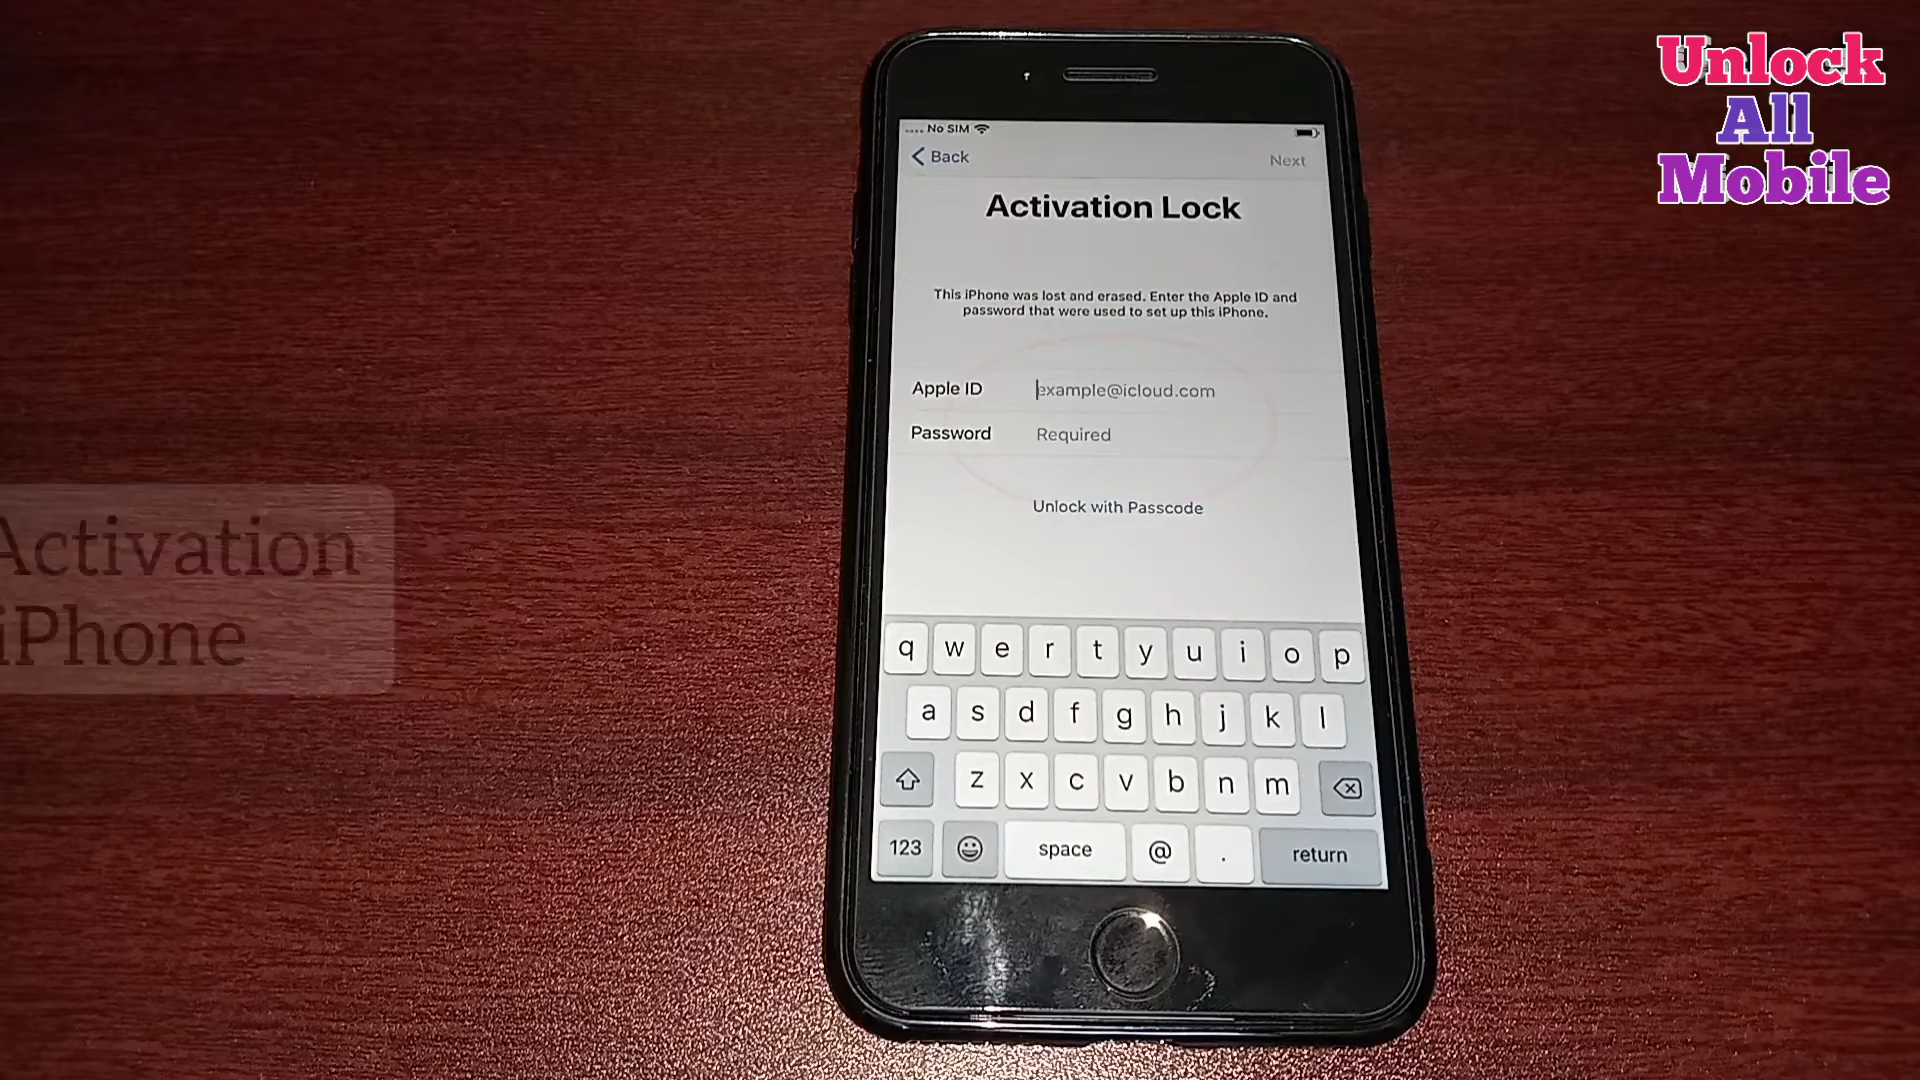 Unlock
All
Mobile
No SIM
Back
Next
Activation Lock
This iPhone was lost and erased. Enter the Apple ID and
password that were used to set up this iPhone.
Apple ID example@icloud.com
Password Required
Unlock with Passcode
Activation
iPhone
q w e r t y u i o p
a s d f g h j k l
z x c v b n m
123 space @ . return